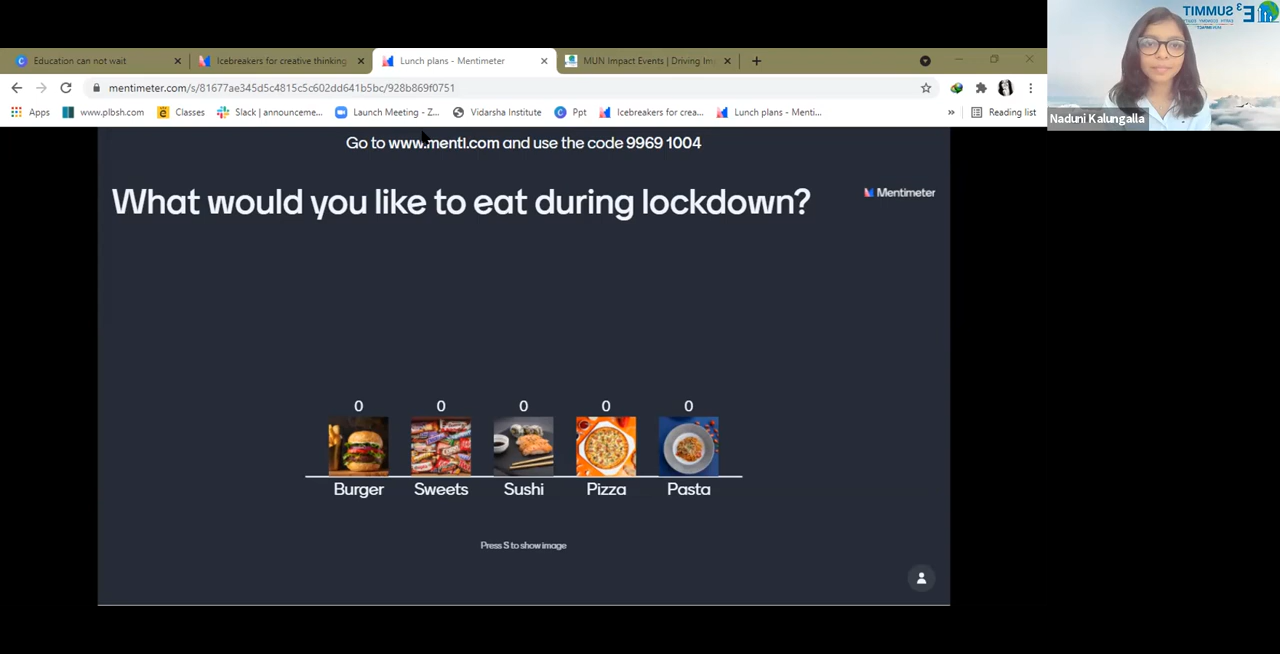 E³ SUMMIT
Education can not wait
Icebreakers for creative thinking
Lunch plans - Mentimeter
MUN Impact Events | Driving Im
mentimeter.com/s/81677ae345d5c4815c5c602dd641b5bc/928b869f0751
Apps
www.plbsh.com
Classes
Slack | announceme...
Launch Meeting - Z...
Vidarsha Institute
Ppt
Icebreakers for crea...
Lunch plans - Menti...
»
Reading list
Naduni Kalungalla
Go to www.menti.com and use the code 9969 1004
What would you like to eat during lockdown?
Mentimeter
0 0 0 0 0
Burger Sweets Sushi Pizza Pasta
Press S to show image